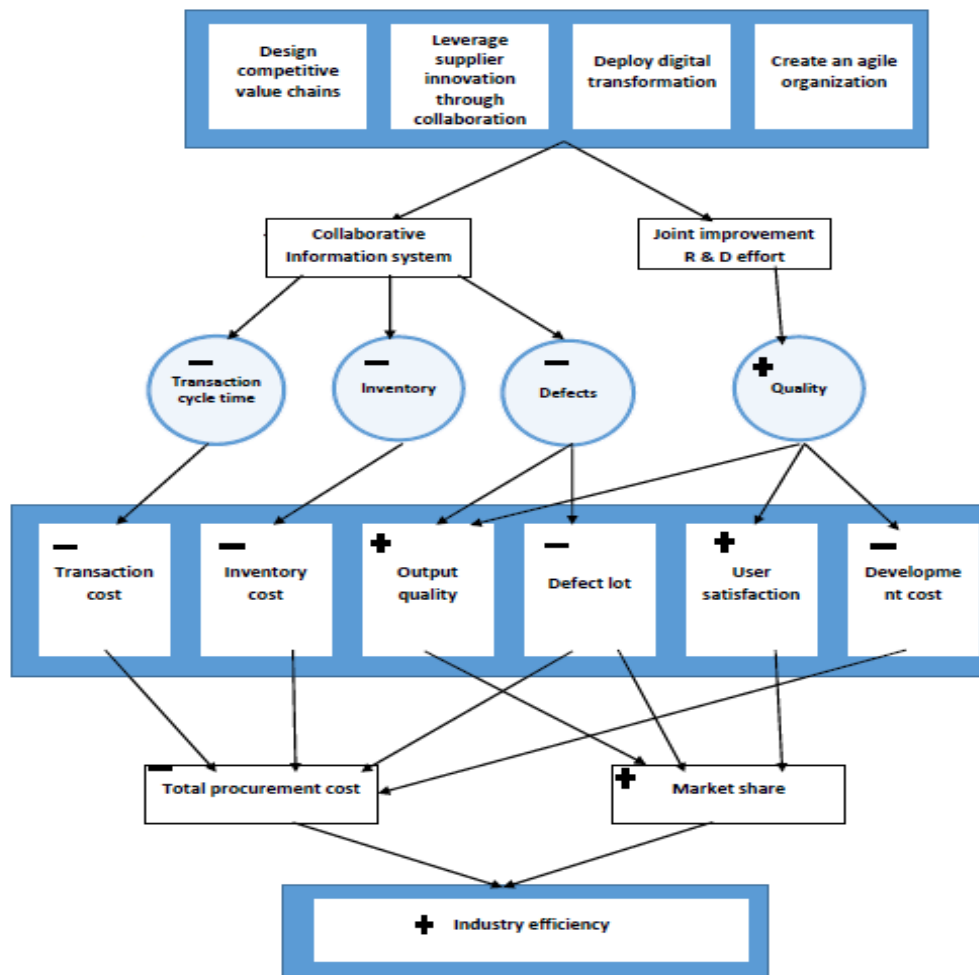 Design
competitive
value chains
Leverage
supplier
innovation
through
collaboration
Deploy digital
transformation
Create an agile
organization
Collaborative
Information system
Joint improvement
R & D effort
−
Transaction
cycle time
−
Inventory
−
Defects
+
Quality
−
Transaction
cost
−
Inventory
cost
+
Output
quality
−
Defect lot
+
User
satisfaction
−
Developme
nt cost
−
Total procurement cost
+
Market share
+ Industry efficiency